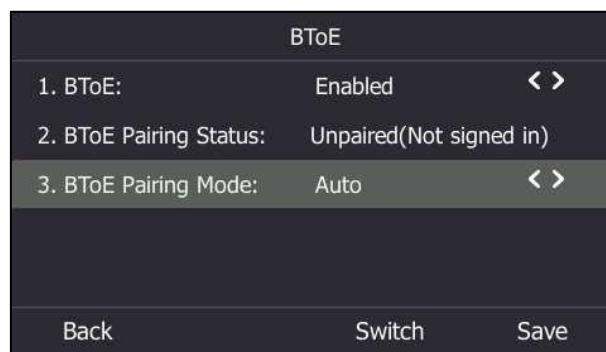 BToE
1. BToE: Enabled < >
2. BToE Pairing Status: Unpaired(Not signed in)
3. BToE Pairing Mode: Auto < >
Back Switch Save